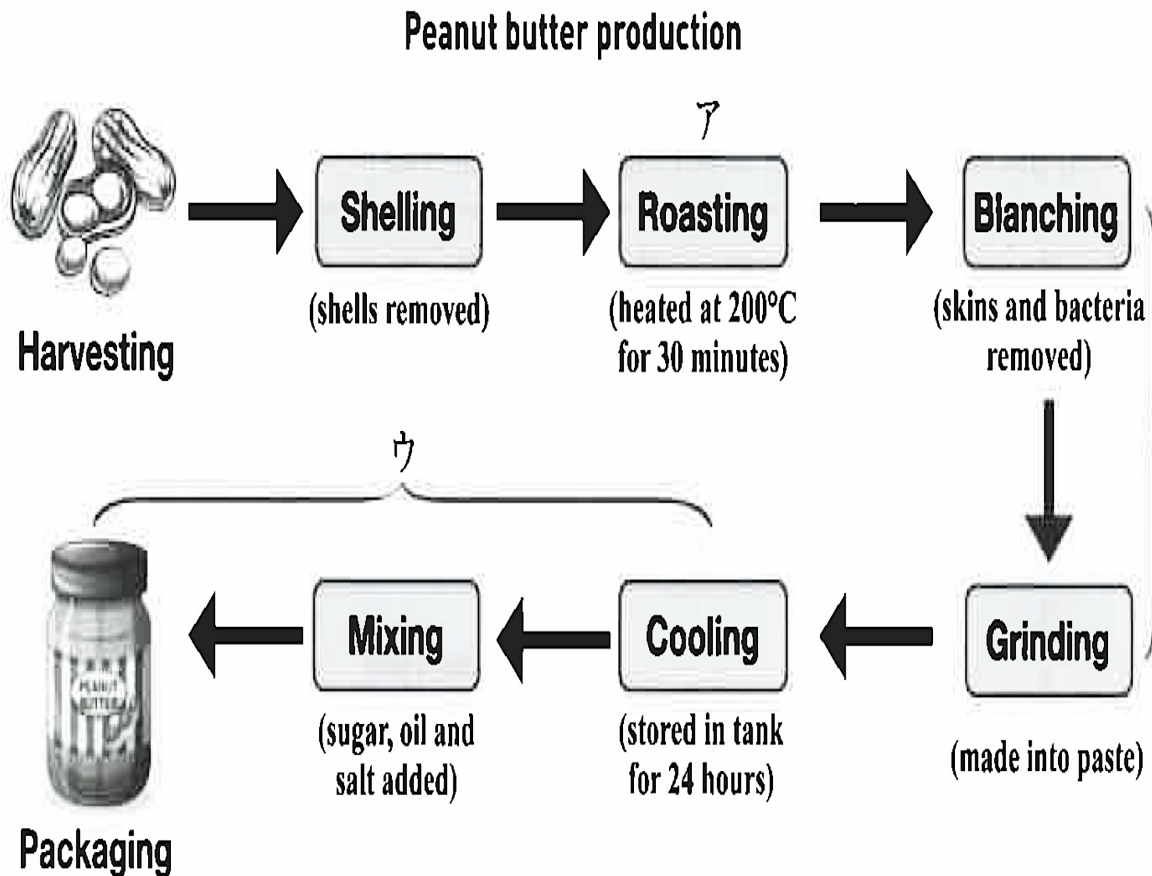 Peanut butter production
ア
Shelling
Roasting
Blanching
(shells removed)
(heated at 200°C
for 30 minutes)
(skins and bacteria
removed)
Harvesting
ウ
Mixing
Cooling
Grinding
PEANUT
BUTTER
(sugar, oil and
salt added)
(stored in tank
for 24 hours)
(made into paste)
Packaging